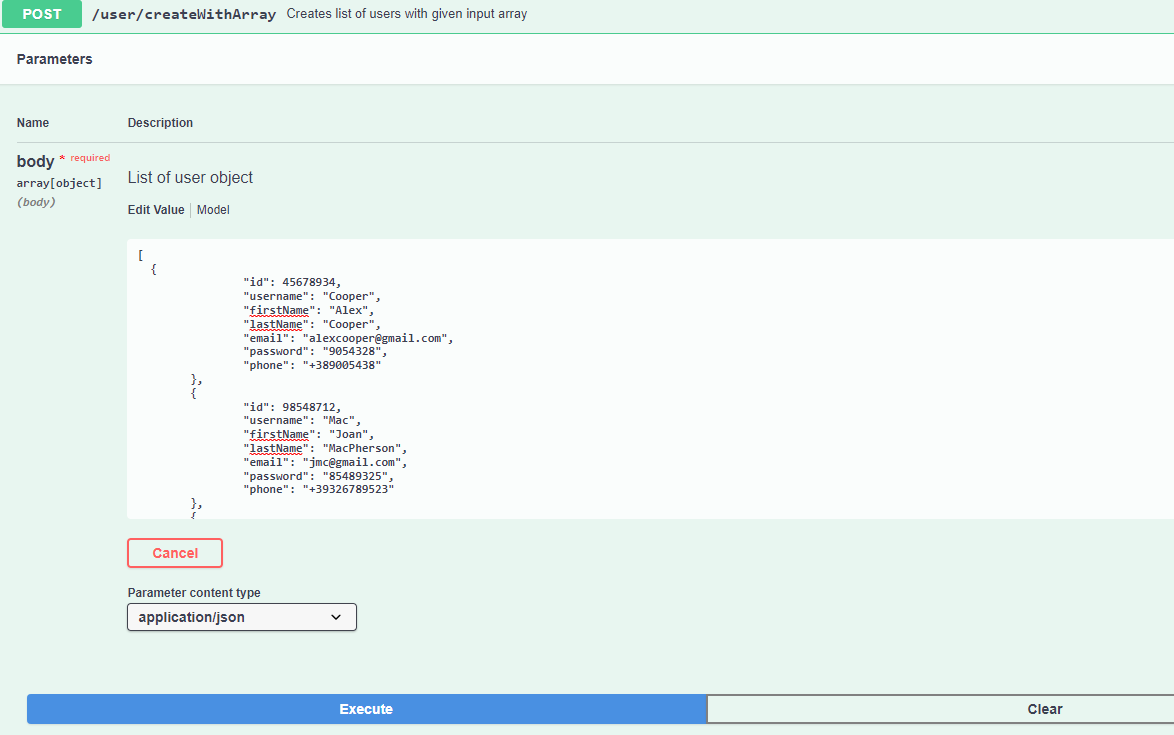 POST /user/createWithArray Creates list of users with given input array
Parameters
Name Description
body * required
array[object]
(body)
List of user object
Edit Value | Model
[
{
"id": 45678934,
"username": "Cooper",
"firstName": "Alex",
"lastName": "Cooper",
"email": "alexcooper@gmail.com",
"password": "9054328",
"phone": "+389005438"
},
{
"id": 98548712,
"username": "Mac",
"firstName": "Joan",
"lastName": "MacPherson",
"email": "jmc@gmail.com",
"password": "85489325",
"phone": "+39326789523"
},
{
Cancel
Parameter content type
application/json
Execute Clear